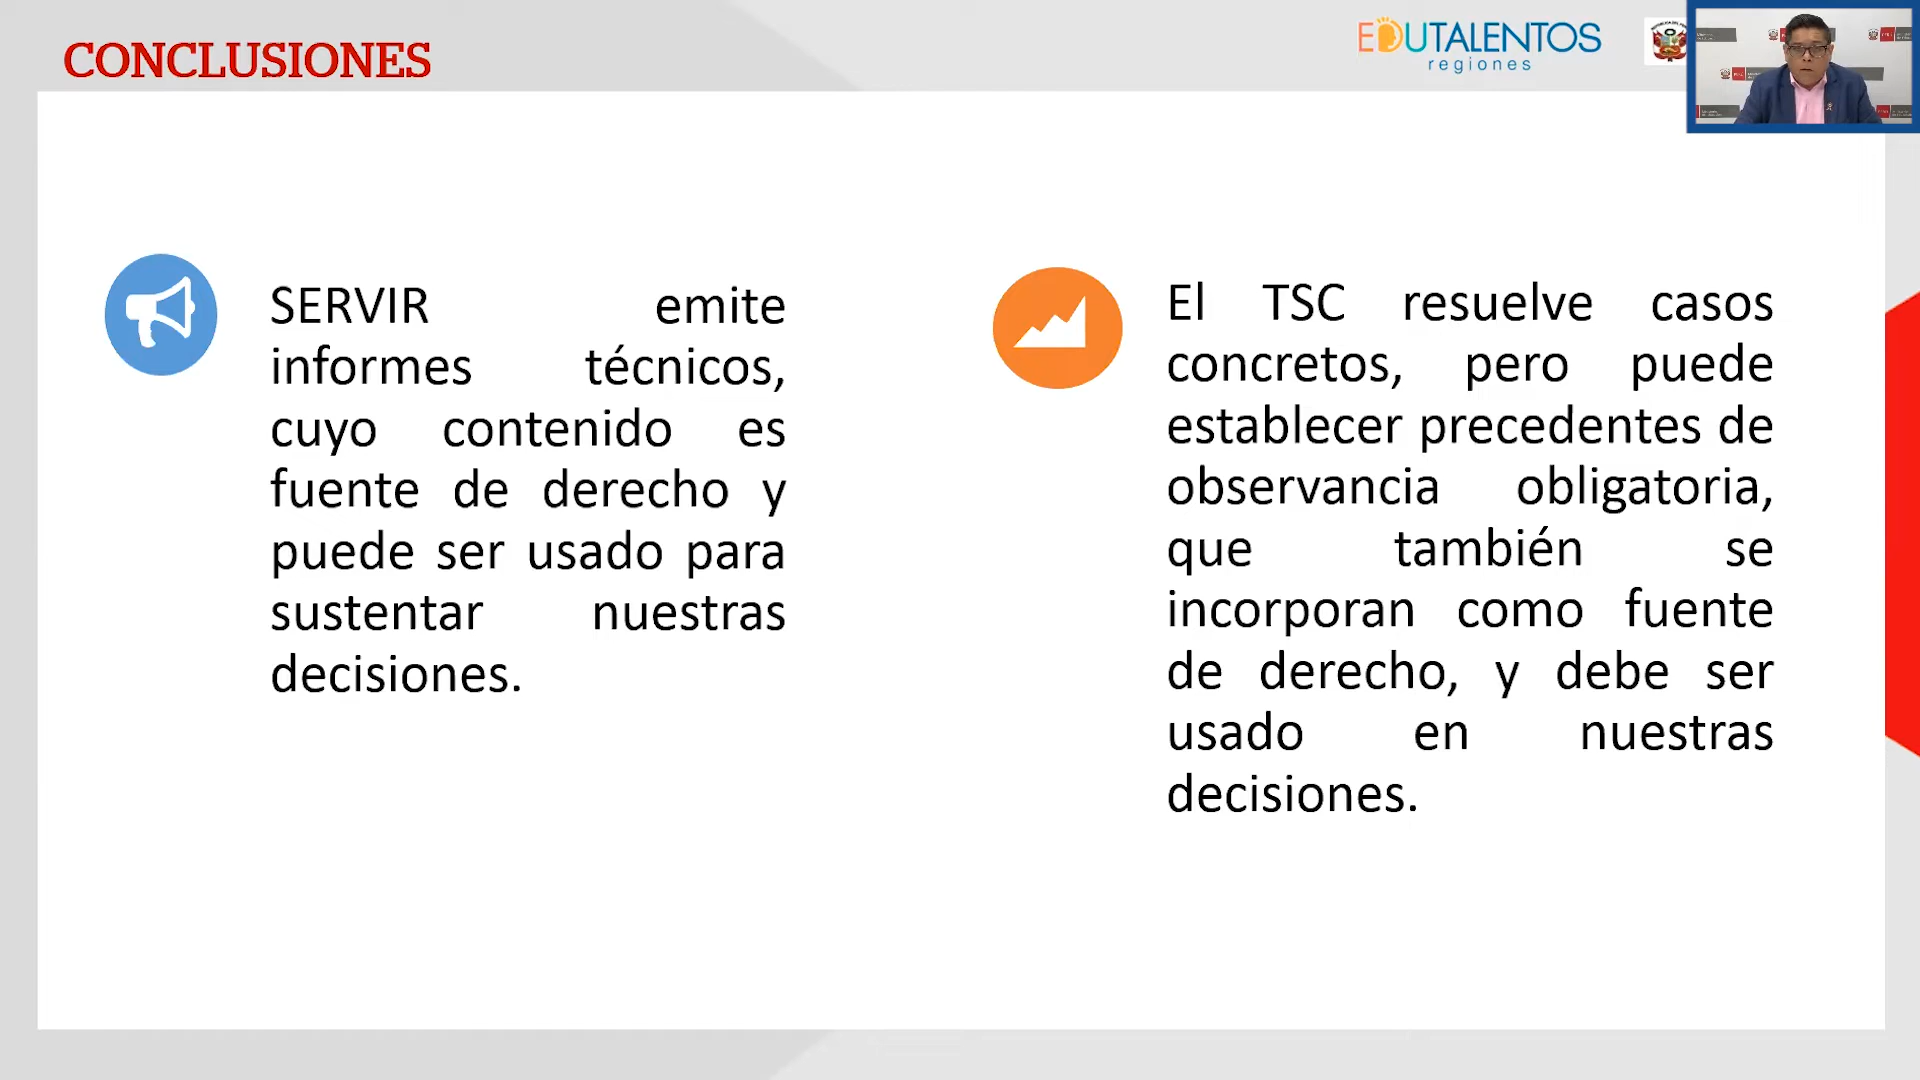 CONCLUSIONES
EDUTALENTOS
regiones
SERVIR emite
informes técnicos,
cuyo contenido es
fuente de derecho y
puede ser usado para
sustentar nuestras
decisiones.
El TSC resuelve casos
concretos, pero puede
establecer precedentes de
observancia obligatoria,
que también se
incorporan como fuente
de derecho, y debe ser
usado en nuestras
decisiones.